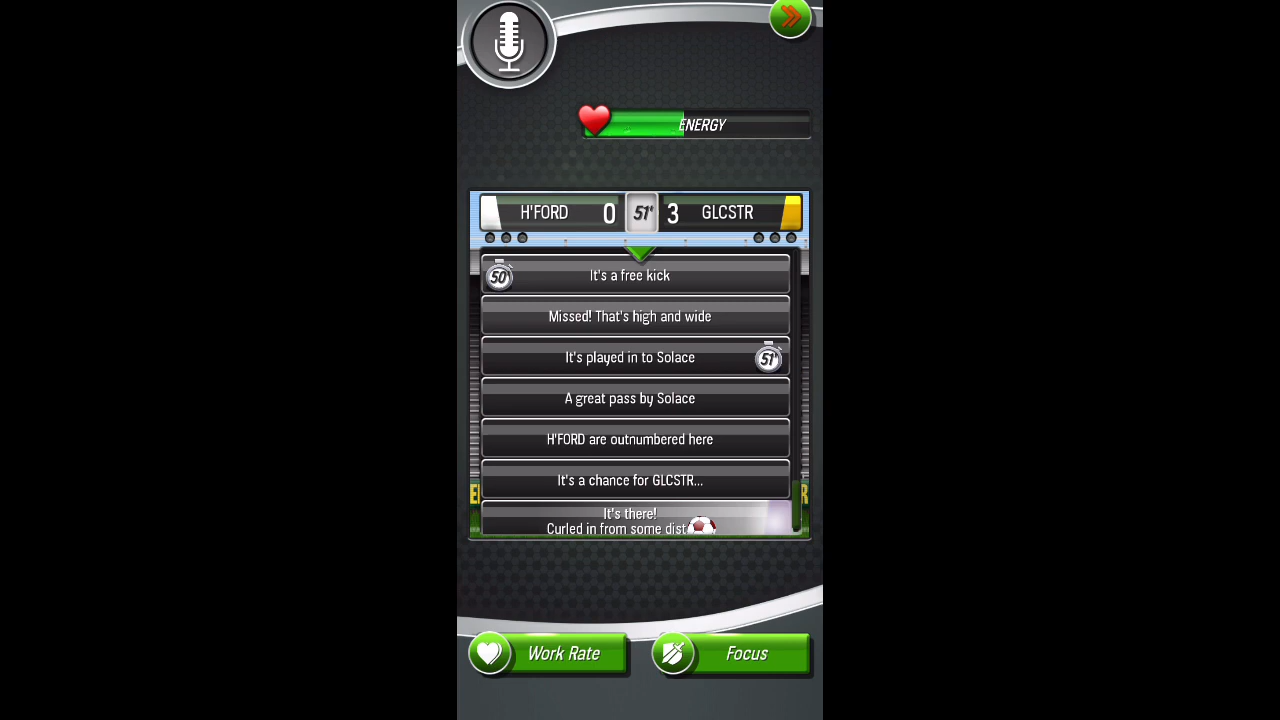 ENERGY
H'FORD 0 51' 3 GLCSTR
50 It's a free kick
Missed! That's high and wide
It's played in to Solace 51'
A great pass by Solace
H'FORD are outnumbered here
It's a chance for GLCSTR...
It's there!
Curled in from some dist
Work Rate
Focus